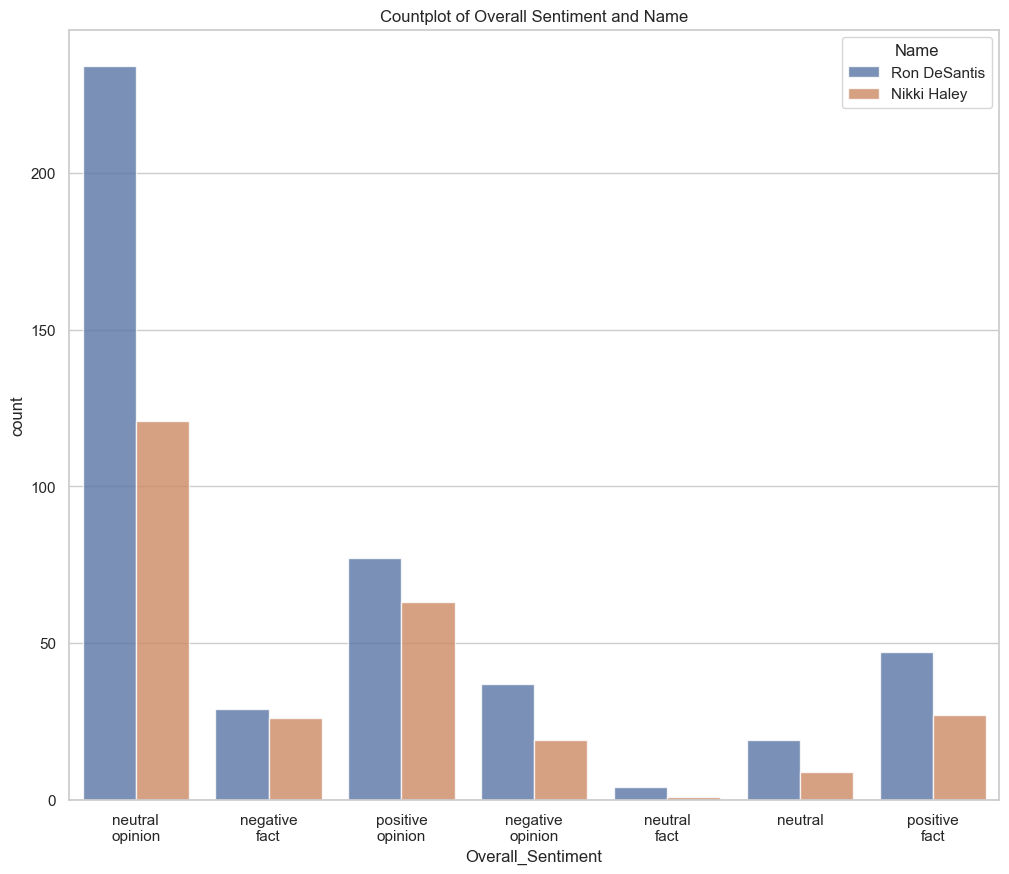 Countplot of Overall Sentiment and Name
Name
Ron DeSantis
Nikki Haley
count
200
150
100
50
0
neutral
opinion
negative
fact
positive
opinion
negative
opinion
neutral
fact
neutral
positive
fact
Overall_Sentiment